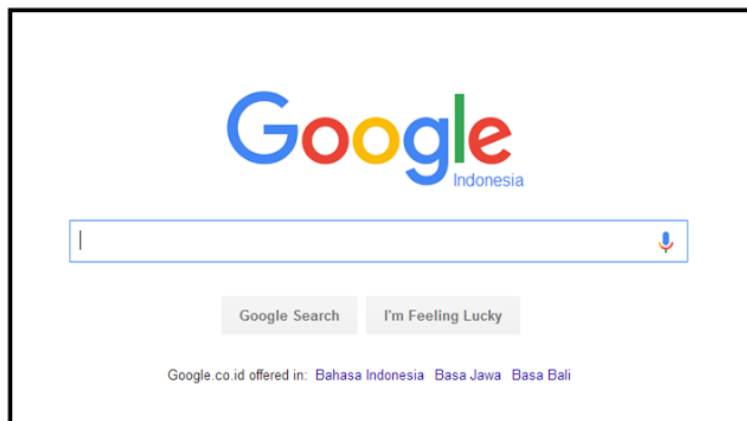 Google
Indonesia
Google Search I'm Feeling Lucky
Google.co.id offered in: Bahasa Indonesia Basa Jawa Basa Bali